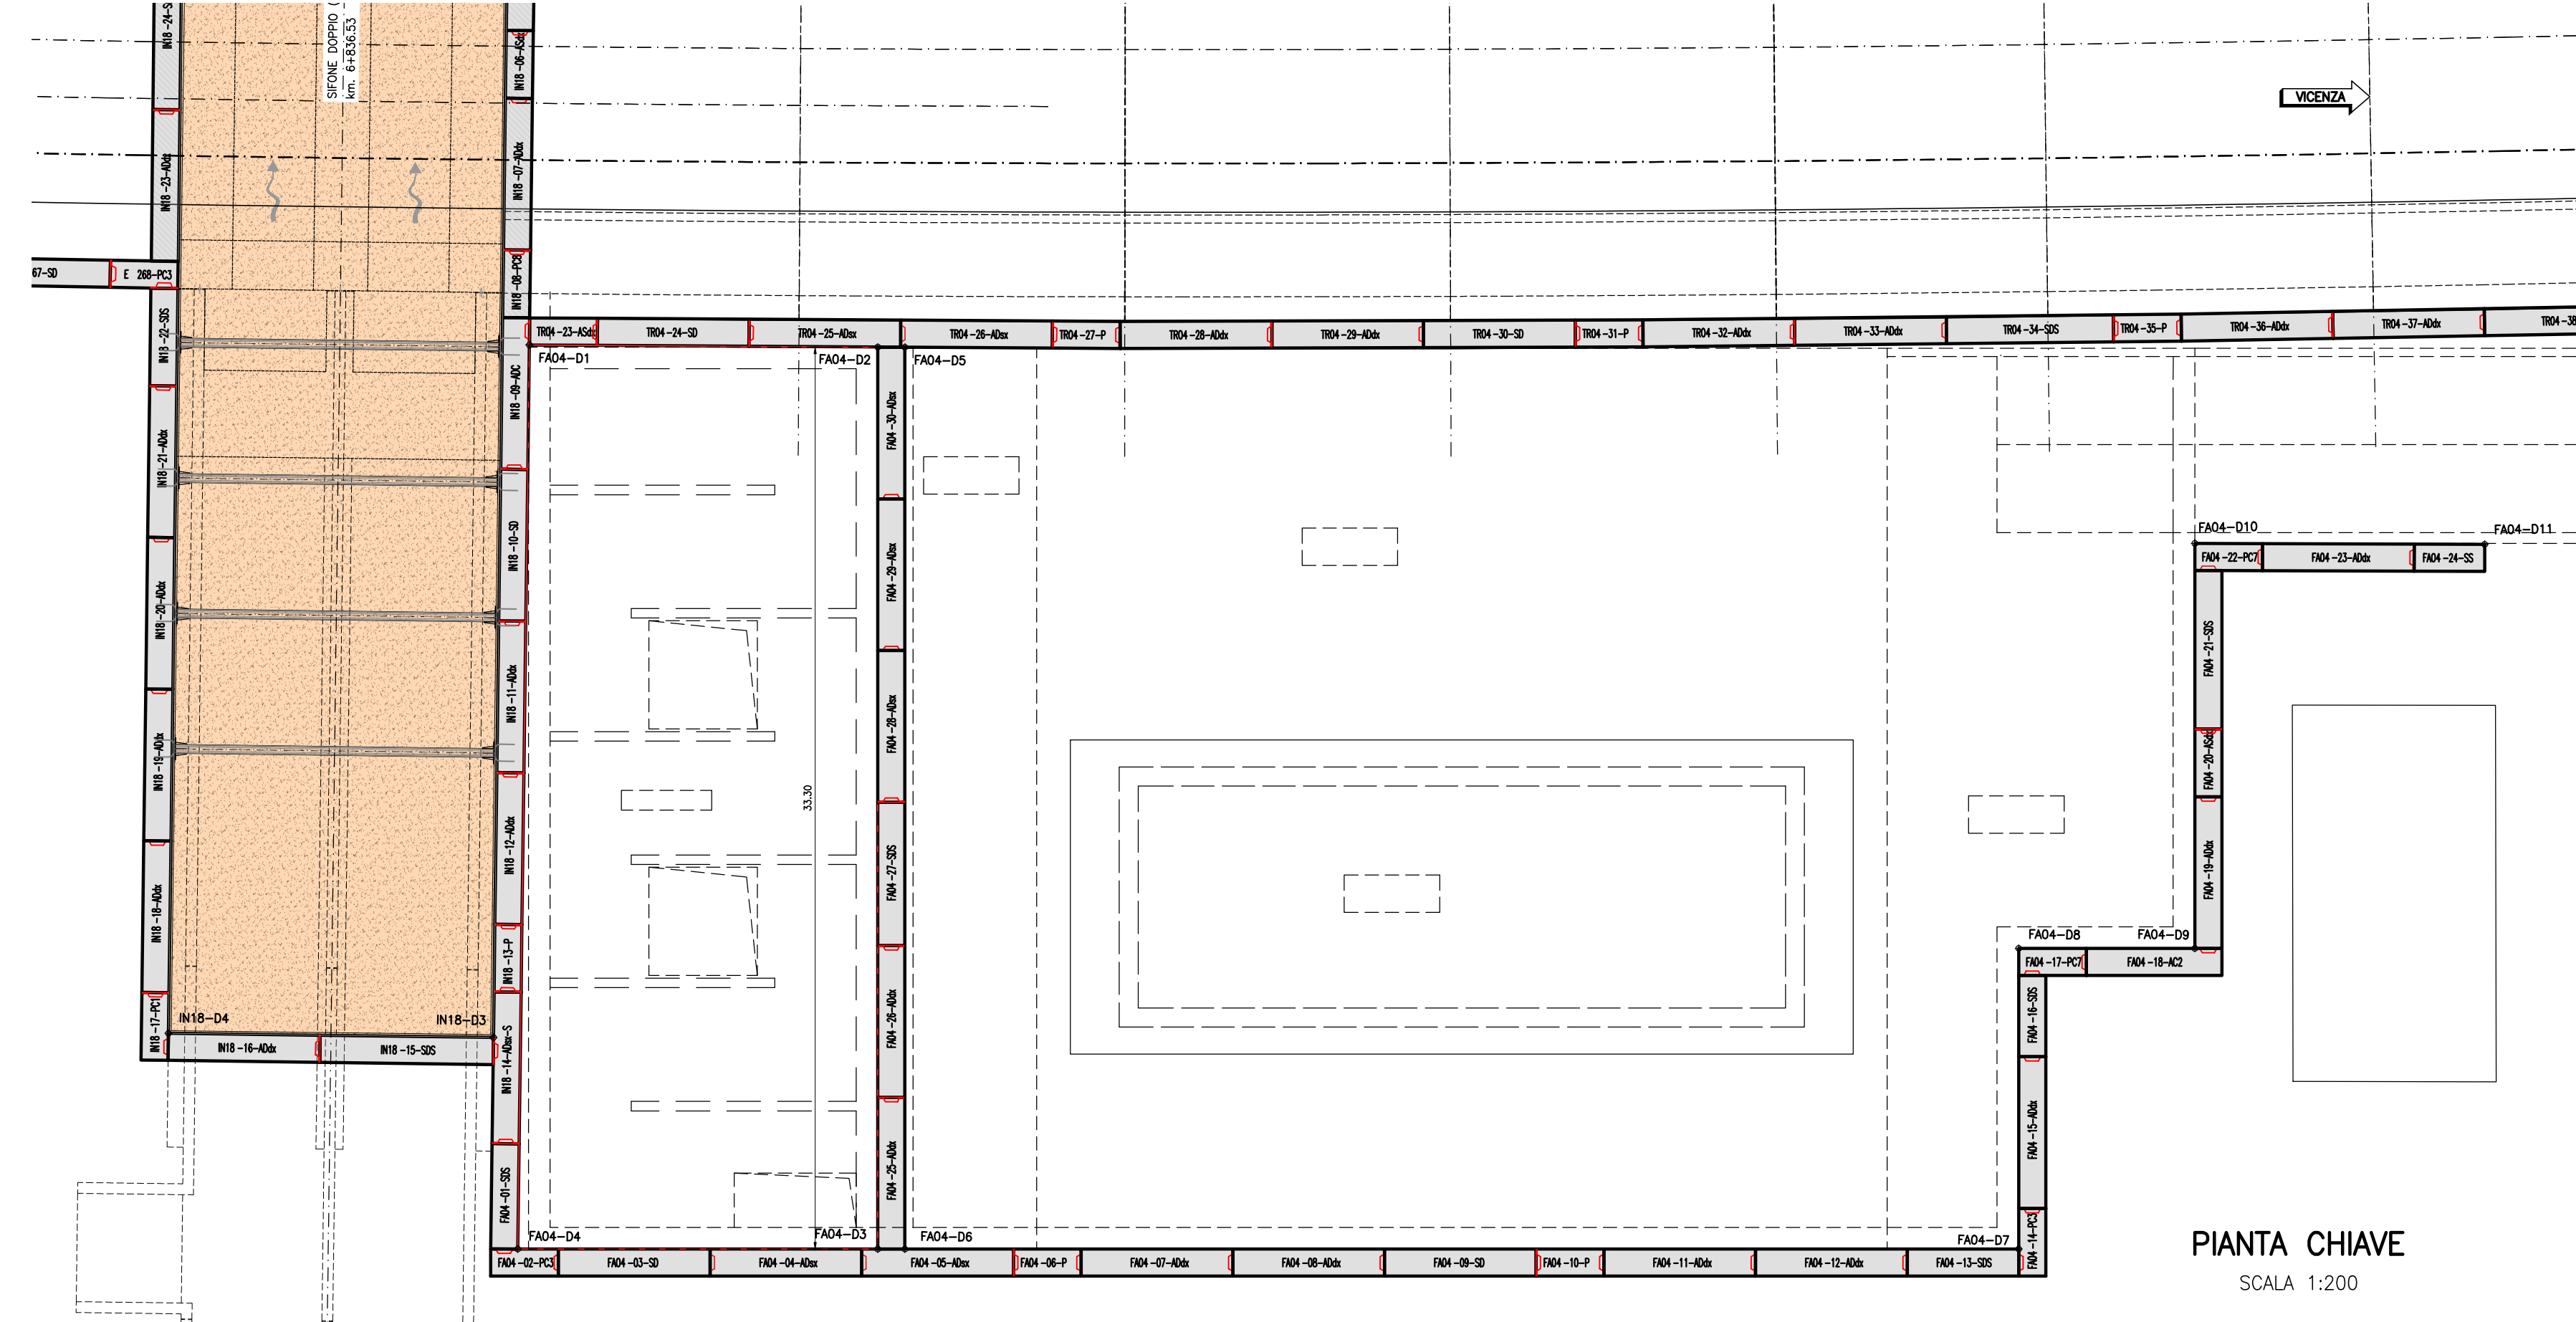 IN18-24-S
SIFONE DOPPIO (
km. 6+836.53
IN18-06-ASdx
VICENZA
IN18-23-ADdx
IN18-07-ADdx
67-SD
E 268-PC3
IN18-08-PC8
IN18-22-SDS
TR04-23-ASdx
TR04-24-SD
TR04-25-ADsx
TR04-26-ADsx
TR04-27-P
TR04-28-ADdx
TR04-29-ADdx
TR04-30-SD
TR04-31-P
TR04-32-ADdx
TR04-33-ADdx
TR04-34-SDS
TR04-35-P
TR04-36-ADdx
TR04-37-ADdx
TR04-38
FA04-D1
FA04-D2
FA04-D5
IN18-09-ADC
IN18-21-ADdx
FA04-30-ADsx
IN18-10-SD
FA04-29-ADsx
FA04-D10
FA04-D11
FA04-22-PC7
FA04-23-ADdx
FA04-24-SS
IN18-20-ADdx
IN18-11-ADdx
FA04-28-ADsx
FA04-21-SDS
IN18-19-ADdx
33.30
FA04-20-ASdx
IN18-12-ADdx
FA04-27-SDS
FA04-19-ADdx
IN18-18-ADdx
IN18-13-P
FA04-D8
FA04-D9
FA04-17-PC7
FA04-18-AC2
FA04-26-ADdx
FA04-16-SDS
IN18-17-PC1
IN18-D4
IN18-D3
IN18-16-ADdx
IN18-15-SDS
IN18-14-ADsx-S
FA04-15-ADdx
FA04-25-ADdx
FA04-01-SDS
FA04-D4
FA04-D3
FA04-D6
FA04-D7
FA04-14-PC3
FA04-02-PC3
FA04-03-SD
FA04-04-ADsx
FA04-05-ADsx
FA04-06-P
FA04-07-ADdx
FA04-08-ADdx
FA04-09-SD
FA04-10-P
FA04-11-ADdx
FA04-12-ADdx
FA04-13-SDS
PIANTA CHIAVE
SCALA 1:200